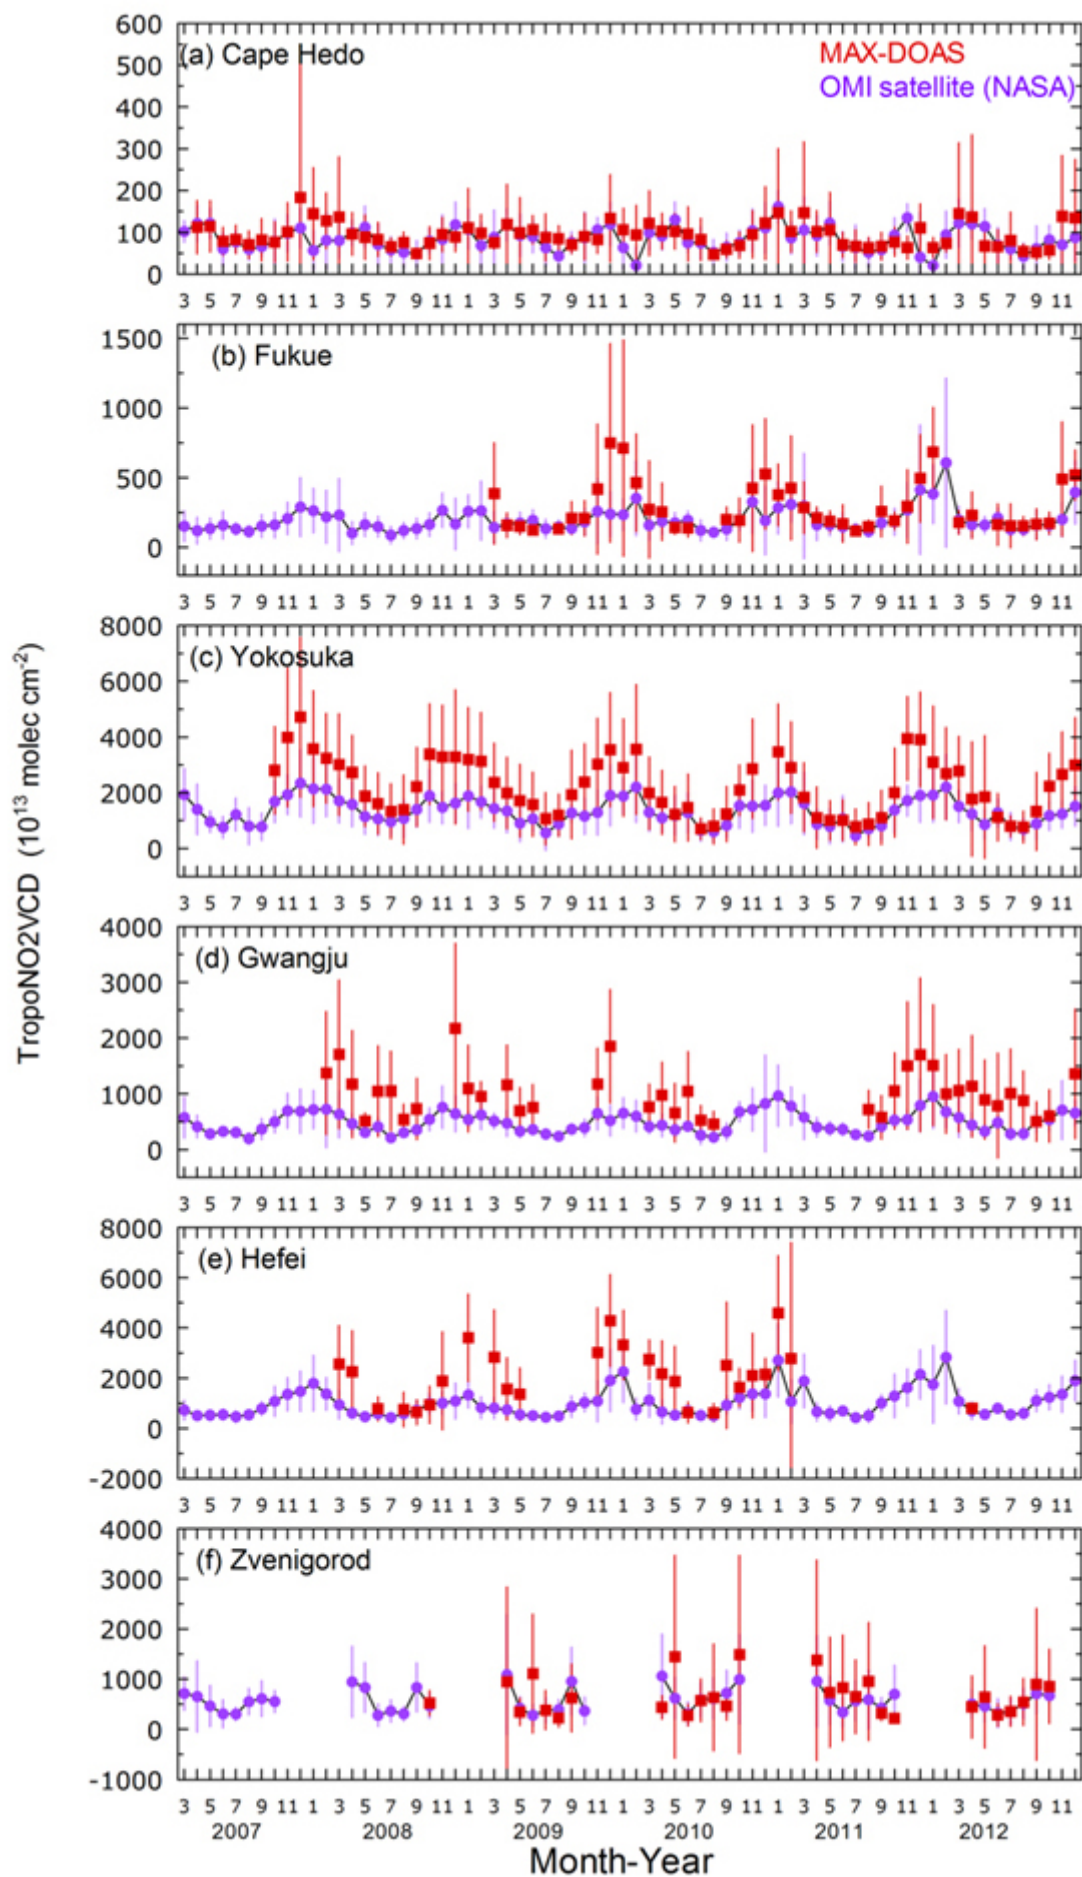 600
(a) Cape Hedo
MAX-DOAS
500
OMI satellite (NASA)
400
300
200
100
0
3 5 7 9 11 1 3 5 7 9 11 1 3 5 7 9 11 1 3 5 7 9 11 1 3 5 7 9 11 1 3 5 7 9 11
1500
(b) Fukue
1000
500
0
3 5 7 9 11 1 3 5 7 9 11 1 3 5 7 9 11 1 3 5 7 9 11 1 3 5 7 9 11 1 3 5 7 9 11
8000
(c) Yokosuka
6000
4000
2000
0
3 5 7 9 11 1 3 5 7 9 11 1 3 5 7 9 11 1 3 5 7 9 11 1 3 5 7 9 11 1 3 5 7 9 11
TropoNO2VCD (10¹³ molec cm⁻²)
4000
(d) Gwangju
3000
2000
1000
0
3 5 7 9 11 1 3 5 7 9 11 1 3 5 7 9 11 1 3 5 7 9 11 1 3 5 7 9 11 1 3 5 7 9 11
8000
(e) Hefei
6000
4000
2000
0
-2000
3 5 7 9 11 1 3 5 7 9 11 1 3 5 7 9 11 1 3 5 7 9 11 1 3 5 7 9 11 1 3 5 7 9 11
4000
(f) Zvenigorod
3000
2000
1000
0
-1000
3 5 7 9 11 1 3 5 7 9 11 1 3 5 7 9 11 1 3 5 7 9 11 1 3 5 7 9 11 1 3 5 7 9 11
2007 2008 2009 2010 2011 2012
Month-Year